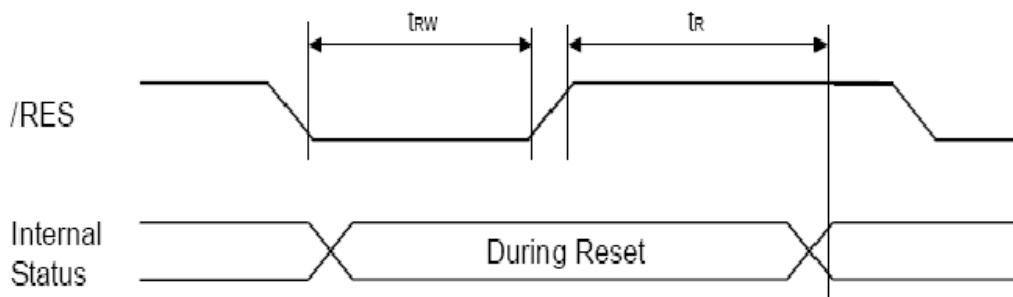 tRW
tR
/RES
Internal
Status
During Reset